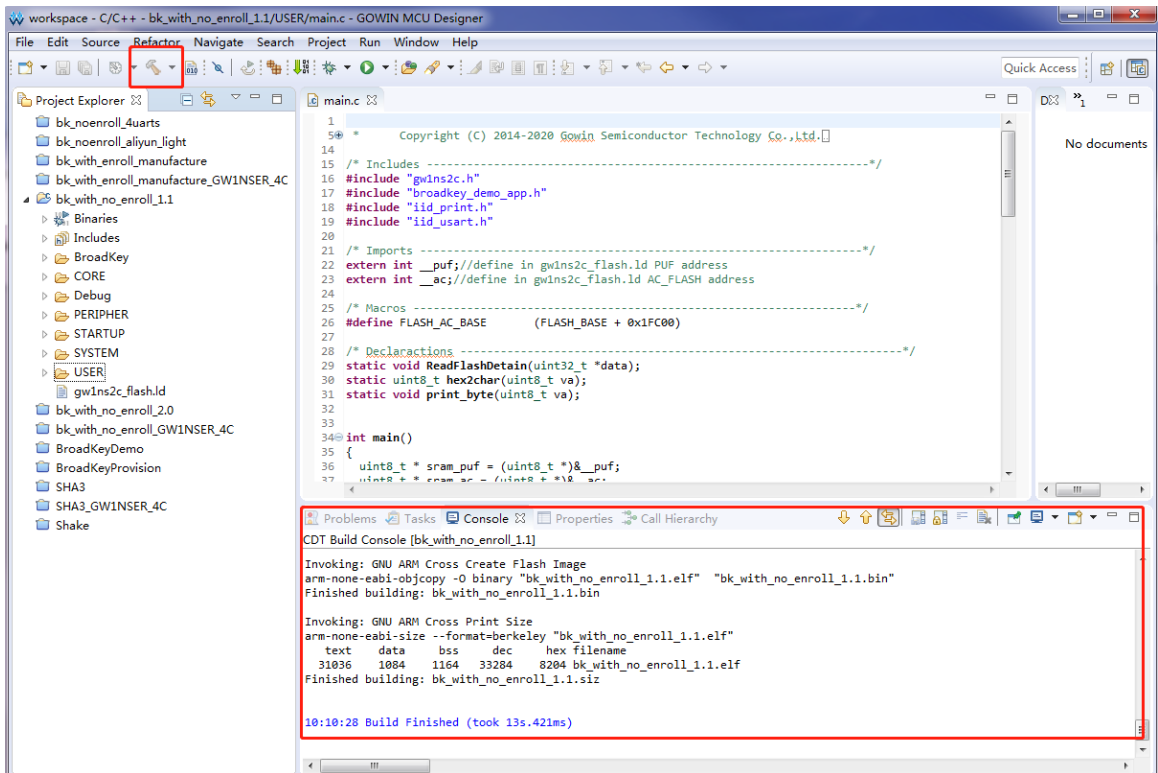 workspace - C/C++ - bk_with_no_enroll_1.1/USER/main.c - GOWIN MCU Designer
File Edit Source Refactor Navigate Search Project Run Window Help
Quick Access
Project Explorer
bk_noenroll_4uarts
bk_noenroll_aliyun_light
bk_with_enroll_manufacture
bk_with_enroll_manufacture_GW1NSER_4C
bk_with_no_enroll_1.1
Binaries
Includes
BroadKey
CORE
Debug
PERIPHER
STARTUP
SYSTEM
USER
gw1ns2c_flash.ld
bk_with_no_enroll_2.0
bk_with_no_enroll_GW1NSER_4C
BroadKeyDemo
BroadKeyProvision
SHA3
SHA3_GW1NSER_4C
Shake
main.c
1
5 * Copyright (C) 2014-2020 Gowin Semiconductor Technology Co.,Ltd.
14
15 /* Includes ------------------------------------------------------------------*/
16 #include "gw1ns2c.h"
17 #include "broadkey_demo_app.h"
18 #include "iid_print.h"
19 #include "iid_usart.h"
20
21 /* Imports ------------------------------------------------------------------*/
22 extern int __puf;//define in gw1ns2c_flash.ld PUF address
23 extern int __ac;//define in gw1ns2c_flash.ld AC_FLASH address
24
25 /* Macros ------------------------------------------------------------------*/
26 #define FLASH_AC_BASE (FLASH_BASE + 0x1FC00)
27
28 /* Declaractions ------------------------------------------------------------------*/
29 static void ReadFlashDetain(uint32_t *data);
30 static uint8_t hex2char(uint8_t va);
31 static void print_byte(uint8_t va);
32
33
34 int main()
35 {
36 uint8_t * sram_puf = (uint8_t *)&__puf;
37 uint8_t * sram_ac = (uint8_t *)&__ac;
D
1
No documents
Problems Tasks Console Properties Call Hierarchy
CDT Build Console [bk_with_no_enroll_1.1]
Invoking: GNU ARM Cross Create Flash Image
arm-none-eabi-objcopy -O binary "bk_with_no_enroll_1.1.elf" "bk_with_no_enroll_1.1.bin"
Finished building: bk_with_no_enroll_1.1.bin
Invoking: GNU ARM Cross Print Size
arm-none-eabi-size --format=berkeley "bk_with_no_enroll_1.1.elf"
text data bss dec hex filename
31036 1084 1164 33284 8204 bk_with_no_enroll_1.1.elf
Finished building: bk_with_no_enroll_1.1.siz
10:10:28 Build Finished (took 13s.421ms)